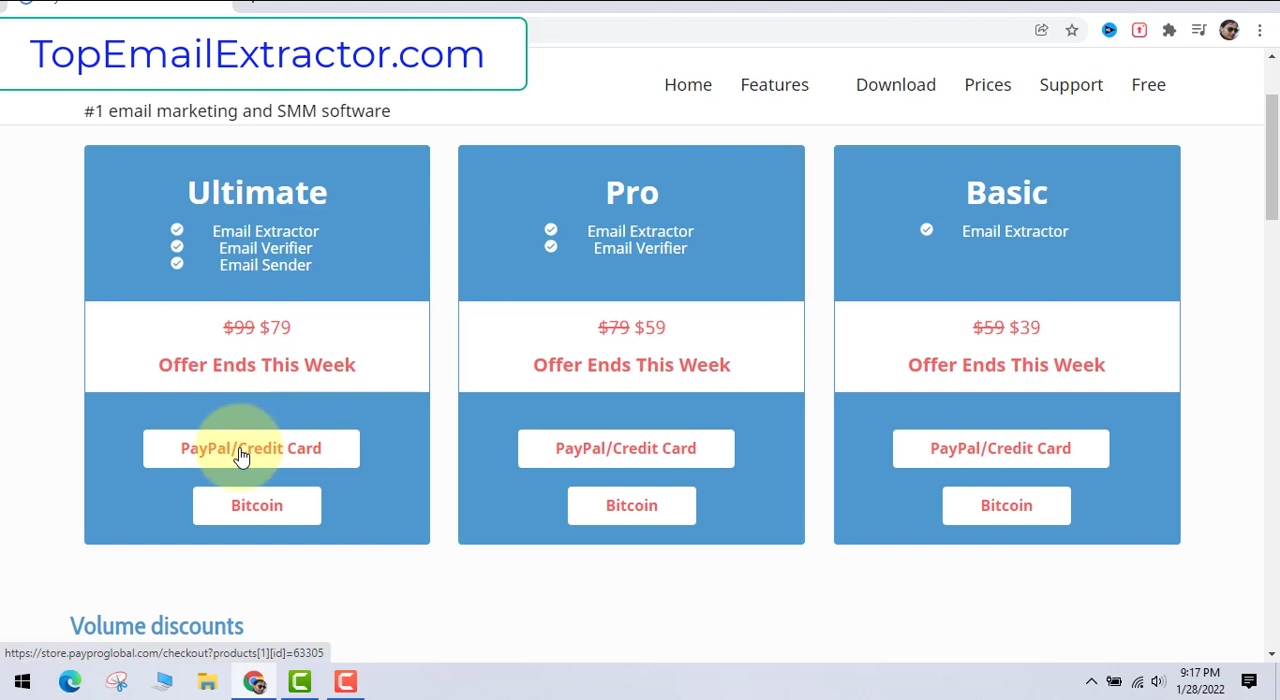 TopEmailExtractor.com
#1 email marketing and SMM software
Home Features Download Prices Support Free
Ultimate
Email Extractor
Email Verifier
Email Sender
$99 $79
Offer Ends This Week
PayPal/Credit Card
Bitcoin
Pro
Email Extractor
Email Verifier
$79 $59
Offer Ends This Week
PayPal/Credit Card
Bitcoin
Basic
Email Extractor
$59 $39
Offer Ends This Week
PayPal/Credit Card
Bitcoin
Volume discounts
https://store.payproglobal.com/checkout?products[1][id]=63305
9:17 PM
1/28/2022